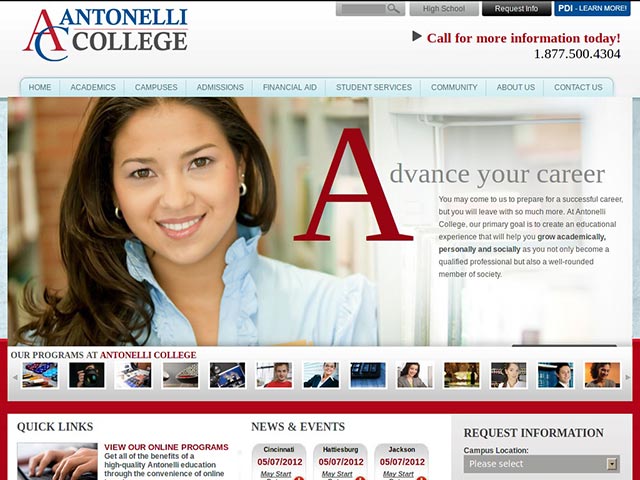 ANTONELLI
COLLEGE
High School
Request Info
PDI - LEARN MORE!
Call for more information today!
1.877.500.4304
HOME
ACADEMICS
CAMPUSES
ADMISSIONS
FINANCIAL AID
STUDENT SERVICES
COMMUNITY
ABOUT US
CONTACT US
Advance your career
You may come to us to prepare for a successful career,
but you will leave with so much more. At Antonelli
College, our primary goal is to create an educational
experience that will help you grow academically,
personally and socially as you not only become a
qualified professional but also a well-rounded
member of society.
OUR PROGRAMS AT ANTONELLI COLLEGE
QUICK LINKS
VIEW OUR ONLINE PROGRAMS
Get all of the benefits of a
high-quality Antonelli education
through the convenience of online
NEWS & EVENTS
Cincinnati
05/07/2012
May Start
Hattiesburg
05/07/2012
May Start
Jackson
05/07/2012
May Start
REQUEST INFORMATION
Campus Location:
Please select